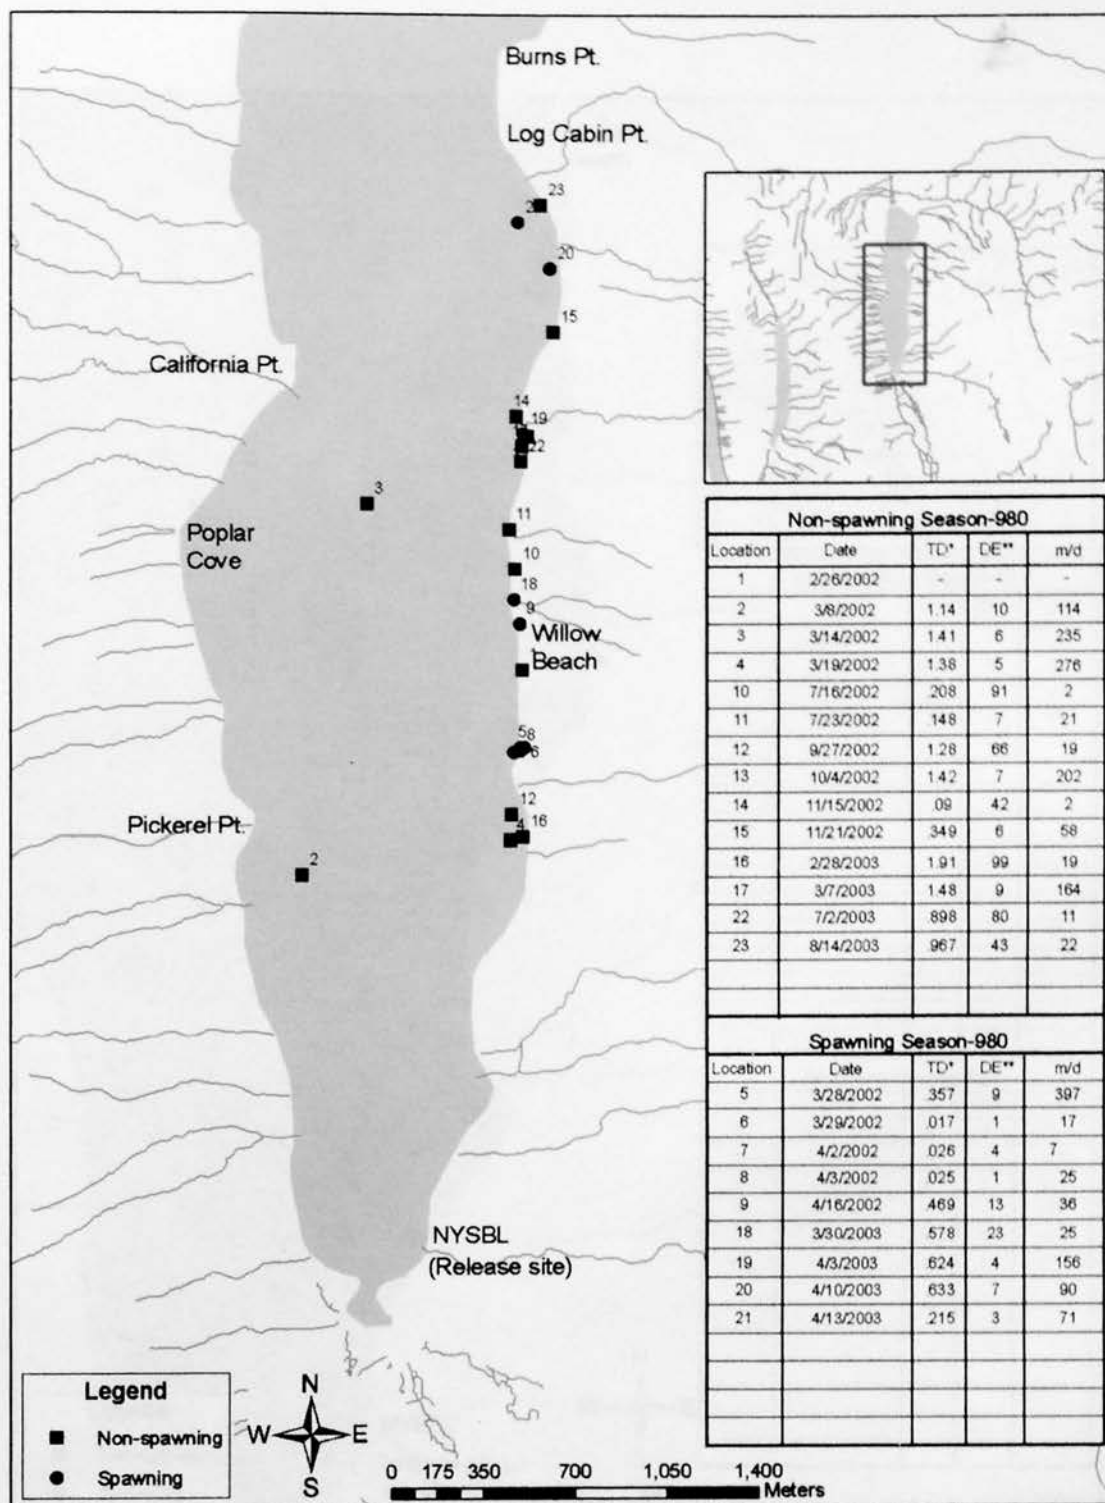 Burns Pt.
Log Cabin Pt.
23
20
15
California Pt.
14
19
22
3
11
Poplar
Cove
10
18
9
Willow
Beach
5 8
6
12
Pickerel Pt.
4 16
2
NYSBL
(Release site)
Non-spawning Season-980
Location Date TD* DE** m/d
1 2/26/2002 - - -
2 3/8/2002 1.14 10 114
3 3/14/2002 1.41 6 235
4 3/19/2002 1.38 5 276
10 7/16/2002 .208 91 2
11 7/23/2002 .148 7 21
12 9/27/2002 1.28 66 19
13 10/4/2002 1.42 7 202
14 11/15/2002 .09 42 2
15 11/21/2002 .349 6 58
16 2/28/2003 1.91 99 19
17 3/7/2003 1.48 9 164
22 7/2/2003 .898 80 11
23 8/14/2003 .967 43 22
Spawning Season-980
Location Date TD* DE** m/d
5 3/28/2002 .357 9 397
6 3/29/2002 .017 1 17
7 4/2/2002 .026 4 7
8 4/3/2002 .025 1 25
9 4/16/2002 .469 13 36
18 3/30/2003 .578 23 25
19 4/3/2003 .624 4 156
20 4/10/2003 .633 7 90
21 4/13/2003 .215 3 71
Legend
Non-spawning
Spawning
N
W E
S
0 175 350 700 1,050 1,400
Meters